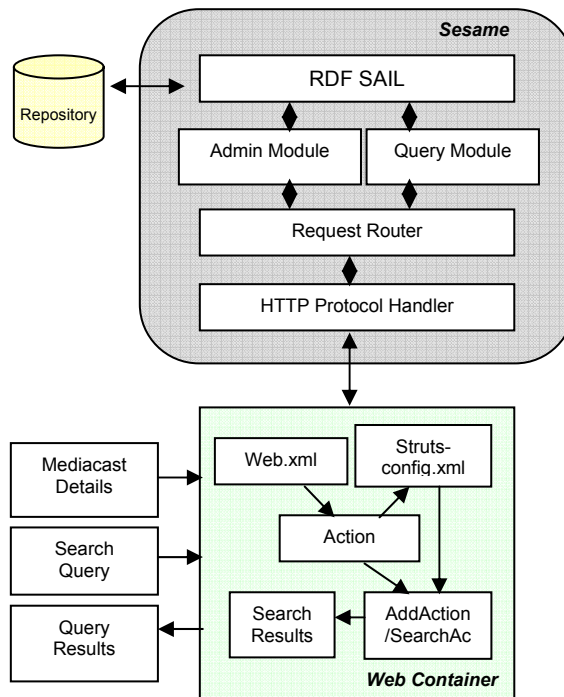 Sesame
RDF SAIL
Repository
Admin Module
Query Module
Request Router
HTTP Protocol Handler
Mediacast
Details
Web.xml
Struts-
config.xml
Search
Query
Action
Query
Results
Search
Results
AddAction
/SearchAc
Web Container